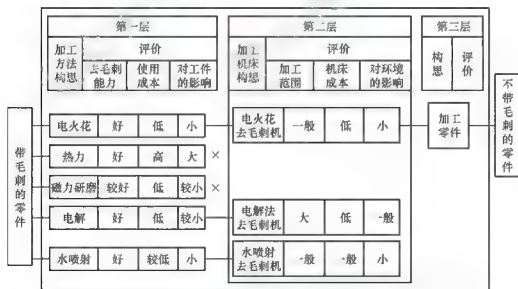 第一层 第二层 第三层
加工方法构思 评价 加工机床构思 评价 构思 评价
去毛刺能力 使用成本 对工件的影响 加工范围 机床成本 对环境的影响
带毛刺的零件
电火花 好 低 小 电火花去毛刺机 一般 低 小 加工零件
热力 好 高 大 ×
磁力研磨 较好 低 较小 ×
电解 好 低 较小 电解法去毛刺机 大 低 一般
水喷射 好 较低 小 水喷射去毛刺机 一般 一般 小
不带毛刺的零件